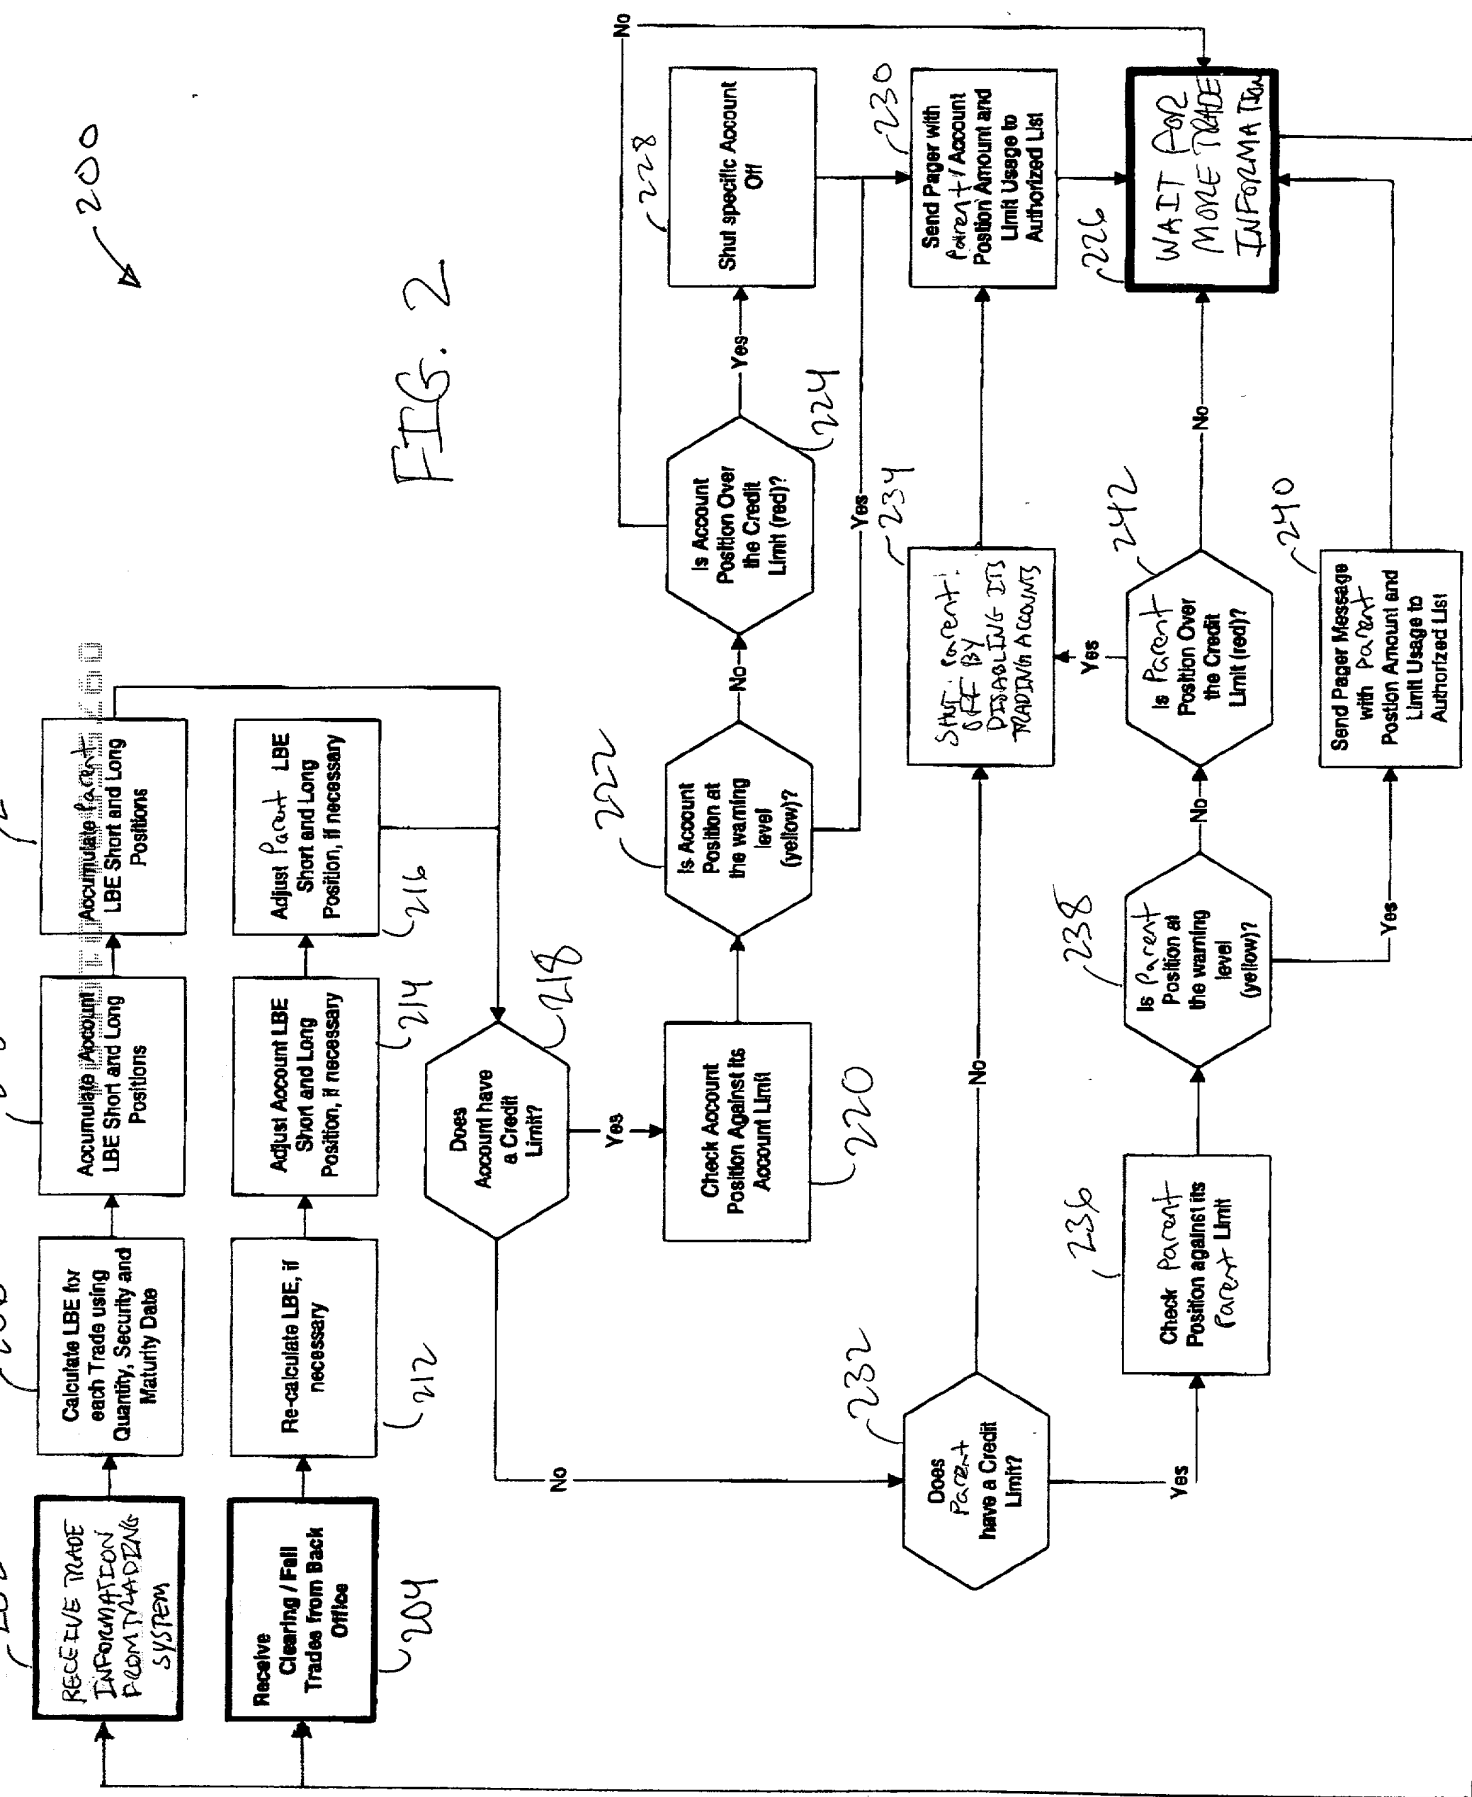 200
FIG. 2
RECEIVE TRADE
INFORMATION
FROM TRADING
SYSTEM
Calculate LBE for
each Trade using
Quantity, Security and
Maturity Date
Accumulate Account
LBE Short and Long
Positions
Accumulate Parent
LBE Short and Long
Positions
Receive
Clearing / Fail
Trades from Back
Office
204
Re-calculate LBE, if
necessary
212
Adjust Account LBE
Short and Long
Position, if necessary
214
Adjust Parent LBE
Short and Long
Position, if necessary
216
Does
Account have
a Credit
Limit?
218
Yes
No
Check Account
Position Against its
Account Limit
220
Is Account
Position at
the warning
level
(yellow)?
222
No
Yes
Is Account
Position Over
the Credit
Limit (red)?
224
Yes
No
Shut specific Account
Off
228
Send Pager with
Parent / Account
Position Amount and
Limit Usage to
Authorized List
230
WAIT FOR
MORE TRADE
INFORMATION
226
Does
Parent
have a Credit
Limit?
232
No
Yes
SHUT Parent
OFF BY
DISABLING ITS
TRADING ACCOUNTS
234
Check Parent
Position against its
Parent Limit
236
Is Parent
Position at
the warning
level
(yellow)?
238
No
Yes
Is Parent
Position Over
the Credit
Limit (red)?
242
Yes
No
Send Pager Message
with Parent
Postion Amount and
Limit Usage to
Authorized List
240